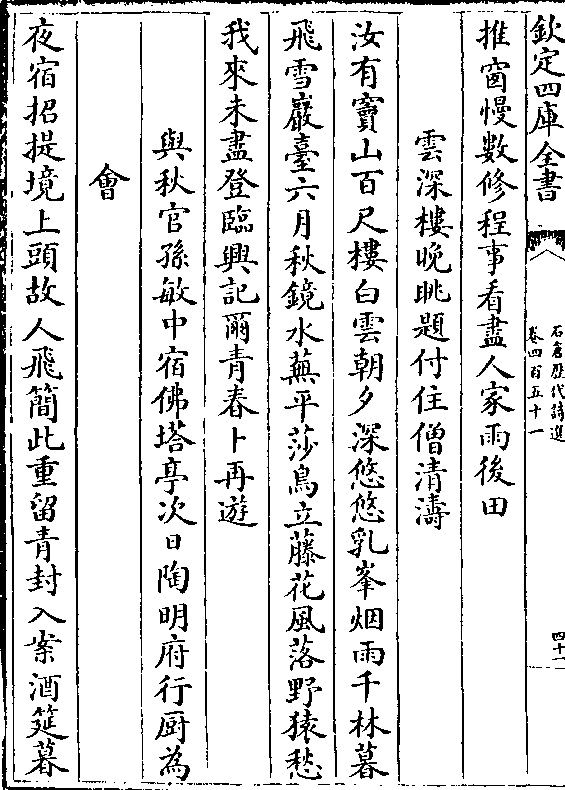 欽定四庫全書
石倉歷代詩選
卷四百五十一
四十一
推窗慢數修程事看盡人家雨後田
雲深樓晚眺題付住僧清濤
汝有寶山百尺樓白雲朝夕深悠悠乳峯烟雨千林暮
飛雪巖臺六月秋鏡水蕪平莎鳥立藤花風落野猿愁
我來未盡登臨興記爾青春卜再遊
與秋官孫敏中宿佛塔亭次日陶明府行厨為
會
夜宿招提境上頭故人飛簡此重留青封入案酒筵暮